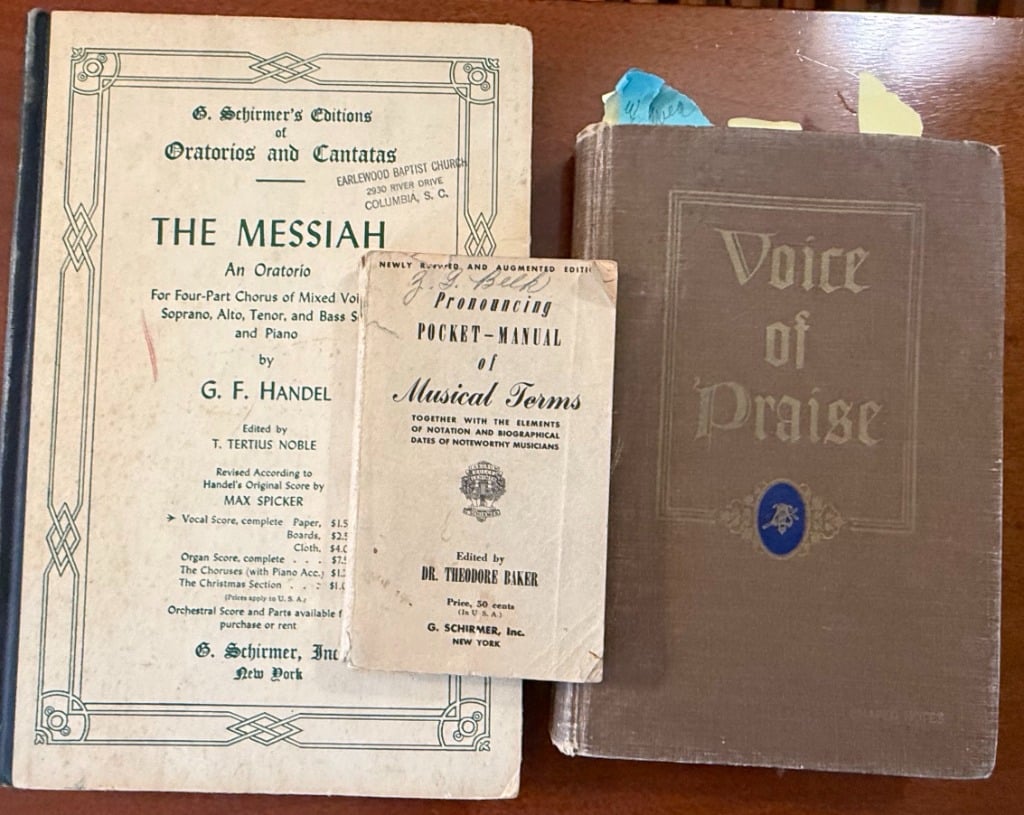 G. Schirmer's Editions
of
Oratorios and Cantatas
EARLEWOOD BAPTIST CHURCH
2930 RIVER DRIVE
COLUMBIA, S. C.
THE MESSIAH
An Oratorio
For Four-Part Chorus of Mixed
Soprano, Alto, Tenor, and Bass
and Piano
by
G. F. HANDEL
Edited by
T. TERTIUS NOBLE
Revised According to
Handel's Original Score by
MAX SPICKER
Vocal Score, complete Paper,
Boards,
Cloth,
Organ Score, complete . . .
The Choruses (with Piano Acc.)
The Christmas Section . . :
(Prices apply to U. S. A.)
Orchestral Score and Parts available
purchase or rent
G. Schirmer, Inc
New York
NEWLY REVISED AND AUGMENTED
Belk
Pronouncing
POCKET-MANUAL
of
Musical Terms
TOGETHER WITH THE ELEMENTS
OF NOTATION AND BIOGRAPHICAL
DATES OF NOTEWORTHY MUSICIANS
Edited by
DR. THEODORE BAKER
Price, 50 cents
(In U. S. A.)
G. SCHIRMER, Inc.
NEW YORK
Voice
of
Praise